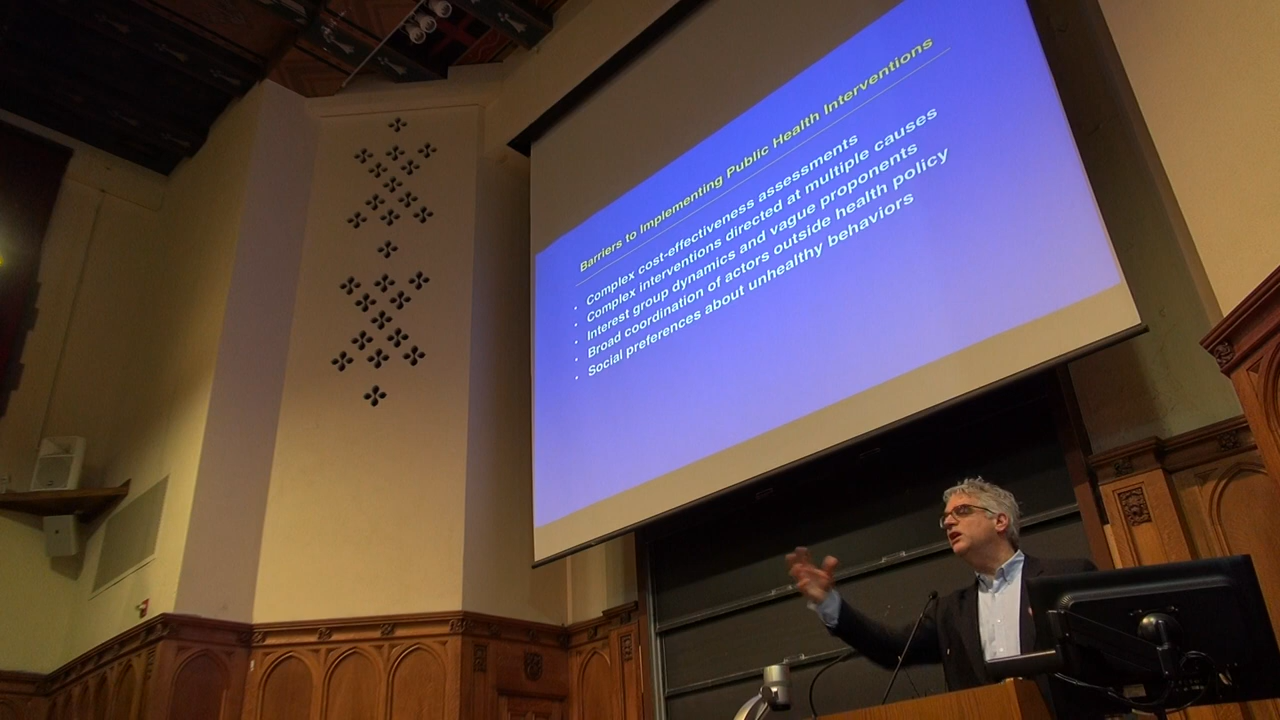 Barriers to Implementing Public Health Interventions
• Complex cost-effectiveness assessments
• Complex interventions directed at multiple causes
• Interest group dynamics and vague proponents
• Broad coordination of actors outside health policy
• Social preferences about unhealthy behaviors